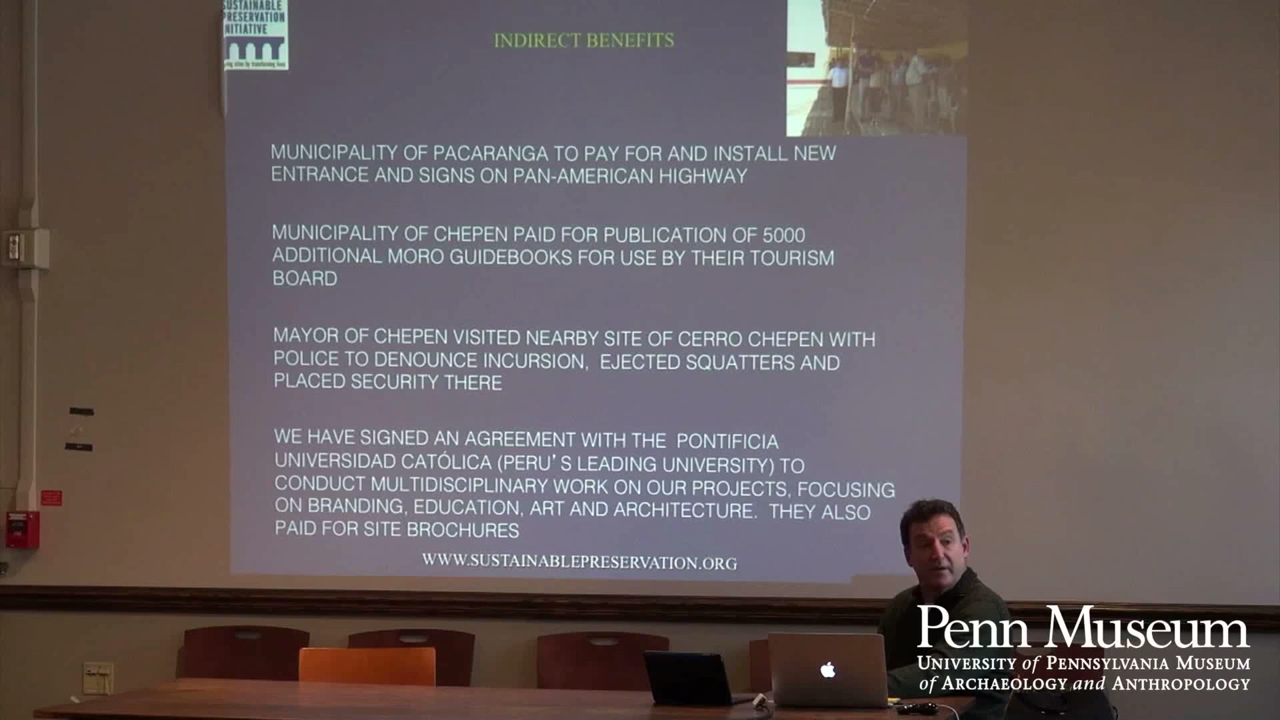 SUSTAINABLE
PRESERVATION
INITIATIVE
INDIRECT BENEFITS
MUNICIPALITY OF PACARANGA TO PAY FOR AND INSTALL NEW
ENTRANCE AND SIGNS ON PAN-AMERICAN HIGHWAY
MUNICIPALITY OF CHEPEN PAID FOR PUBLICATION OF 5000
ADDITIONAL MORO GUIDEBOOKS FOR USE BY THEIR TOURISM
BOARD
MAYOR OF CHEPEN VISITED NEARBY SITE OF CERRO CHEPEN WITH
POLICE TO DENOUNCE INCURSION, EJECTED SQUATTERS AND
PLACED SECURITY THERE
WE HAVE SIGNED AN AGREEMENT WITH THE PONTIFICIA
UNIVERSIDAD CATÓLICA (PERU'S LEADING UNIVERSITY) TO
CONDUCT MULTIDISCIPLINARY WORK ON OUR PROJECTS, FOCUSING
ON BRANDING, EDUCATION, ART AND ARCHITECTURE. THEY ALSO
PAID FOR SITE BROCHURES
WWW.SUSTAINABLEPRESERVATION.ORG
Penn Museum
UNIVERSITY of PENNSYLVANIA MUSEUM
of ARCHAEOLOGY and ANTHROPOLOGY